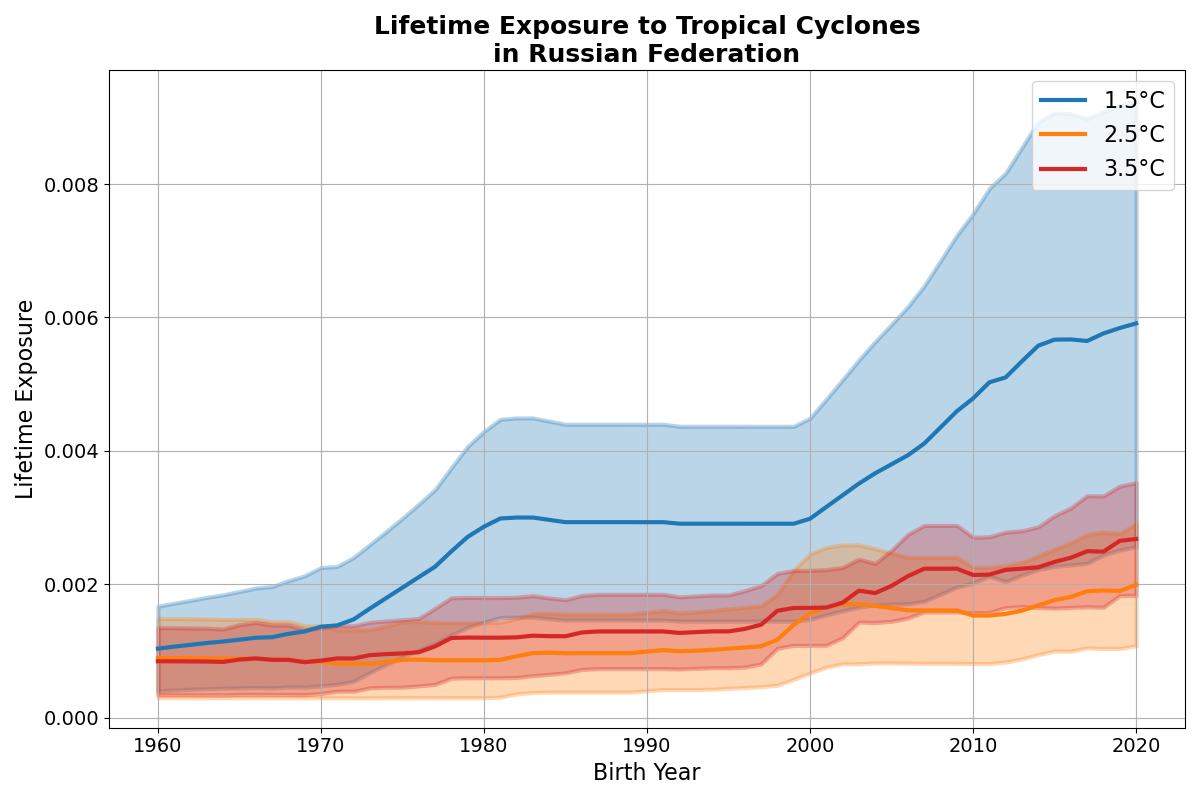 Lifetime Exposure to Tropical Cyclones
in Russian Federation
1.5°C
2.5°C
3.5°C
Lifetime Exposure
0.008
0.006
0.004
0.002
0.000
1960 1970 1980 1990 2000 2010 2020
Birth Year